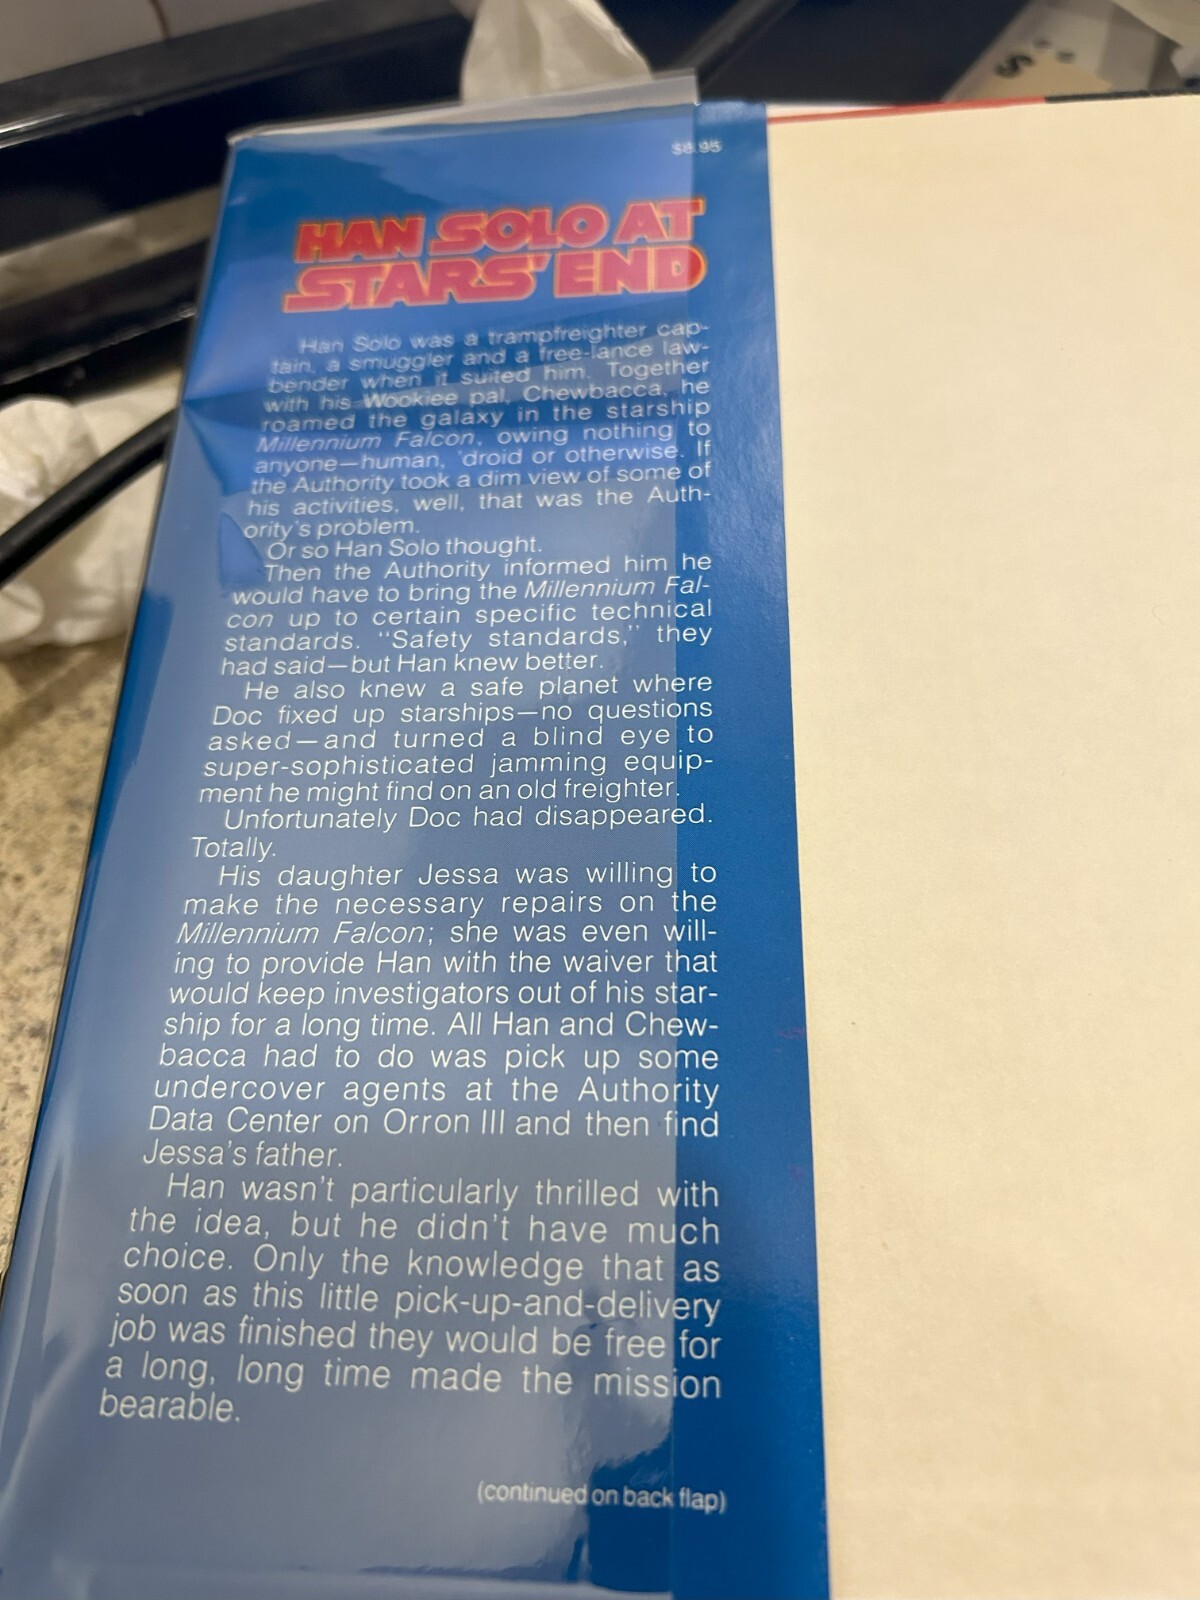 $8.95
HAN SOLO AT
STARS' END
Han Solo was a trampfreighter cap-
tain, a smuggler and a free-lance law-
bender when it suited him. Together
with his Wookiee pal, Chewbacca, he
roamed the galaxy in the starship
Millennium Falcon, owing nothing to
anyone—human, 'droid or otherwise. If
the Authority took a dim view of some of
his activities, well, that was the Auth-
ority's problem.
Or so Han Solo thought.
Then the Authority informed him he
would have to bring the Millennium Fal-
con up to certain specific technical
standards. "Safety standards," they
had said—but Han knew better.
He also knew a safe planet where
Doc fixed up starships—no questions
asked—and turned a blind eye to
super-sophisticated jamming equip-
ment he might find on an old freighter.
Unfortunately Doc had disappeared.
Totally.
His daughter Jessa was willing to
make the necessary repairs on the
Millennium Falcon; she was even will-
ing to provide Han with the waiver that
would keep investigators out of his star-
ship for a long time. All Han and Chew-
bacca had to do was pick up some
undercover agents at the Authority
Data Center on Orron III and then find
Jessa's father.
Han wasn't particularly thrilled with
the idea, but he didn't have much
choice. Only the knowledge that as
soon as this little pick-up-and-delivery
job was finished they would be free for
a long, long time made the mission
bearable.
(continued on back flap)